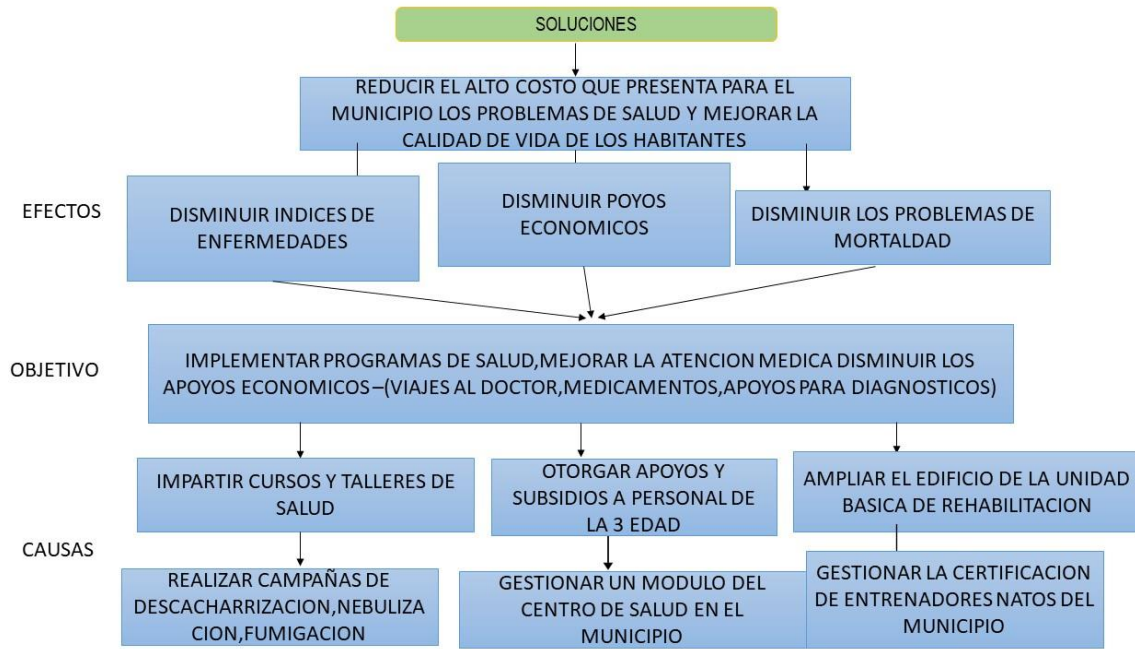 SOLUCIONES
REDUCIR EL ALTO COSTO QUE PRESENTA PARA EL
MUNICIPIO LOS PROBLEMAS DE SALUD Y MEJORAR LA
CALIDAD DE VIDA DE LOS HABITANTES
EFECTOS
DISMINUIR INDICES DE
ENFERMEDADES
DISMINUIR POYOS
ECONOMICOS
DISMINUIR LOS PROBLEMAS DE
MORTALDAD
OBJETIVO
IMPLEMENTAR PROGRAMAS DE SALUD,MEJORAR LA ATENCION MEDICA DISMINUIR LOS
APOYOS ECONOMICOS –(VIAJES AL DOCTOR,MEDICAMENTOS,APOYOS PARA DIAGNOSTICOS)
IMPARTIR CURSOS Y TALLERES DE
SALUD
OTORGAR APOYOS Y
SUBSIDIOS A PERSONAL DE
LA 3 EDAD
AMPLIAR EL EDIFICIO DE LA UNIDAD
BASICA DE REHABILITACION
CAUSAS
REALIZAR CAMPAÑAS DE
DESCACHARRIZACION,NEBULIZA
CION,FUMIGACION
GESTIONAR UN MODULO DEL
CENTRO DE SALUD EN EL
MUNICIPIO
GESTIONAR LA CERTIFICACION
DE ENTRENADORES NATOS DEL
MUNICIPIO